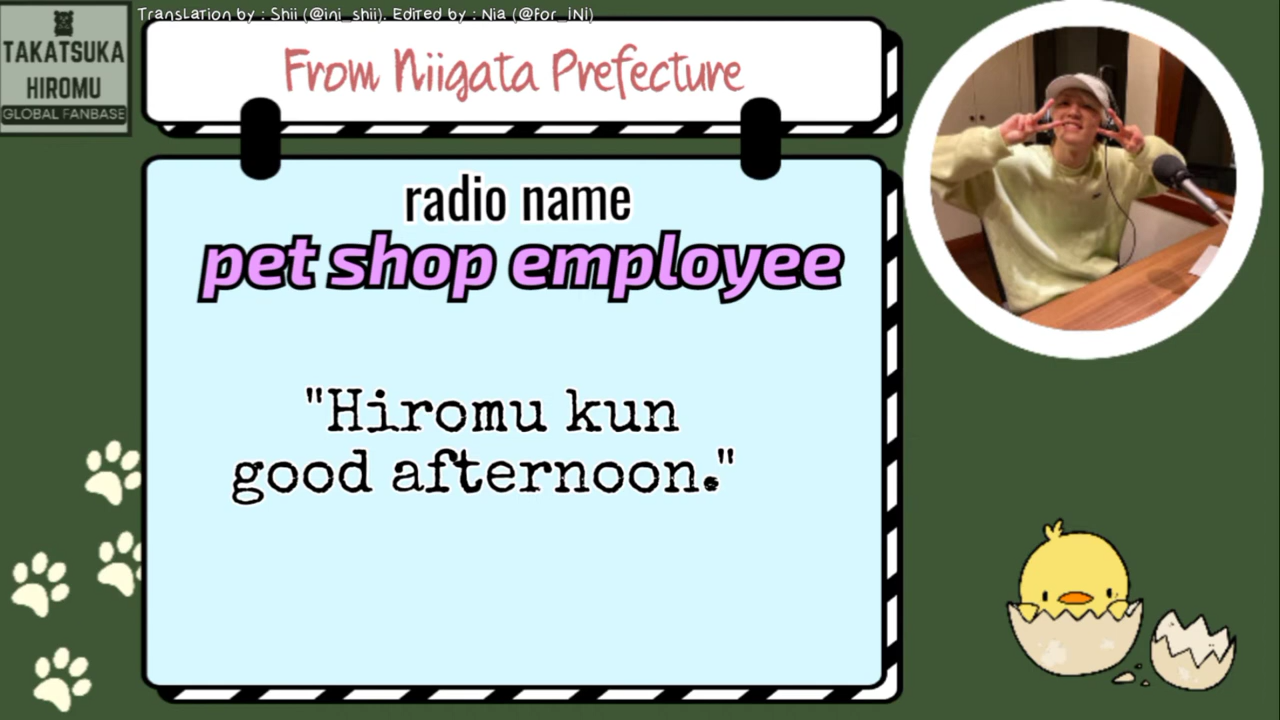 Translation by : Shii (@ini_shii). Edited by : Nia (@for_iNi)
TAKATSUKA
HIROMU
GLOBAL FANBASE
From Niigata Prefecture
radio name
pet shop employee
"Hiromu kun
good afternoon."